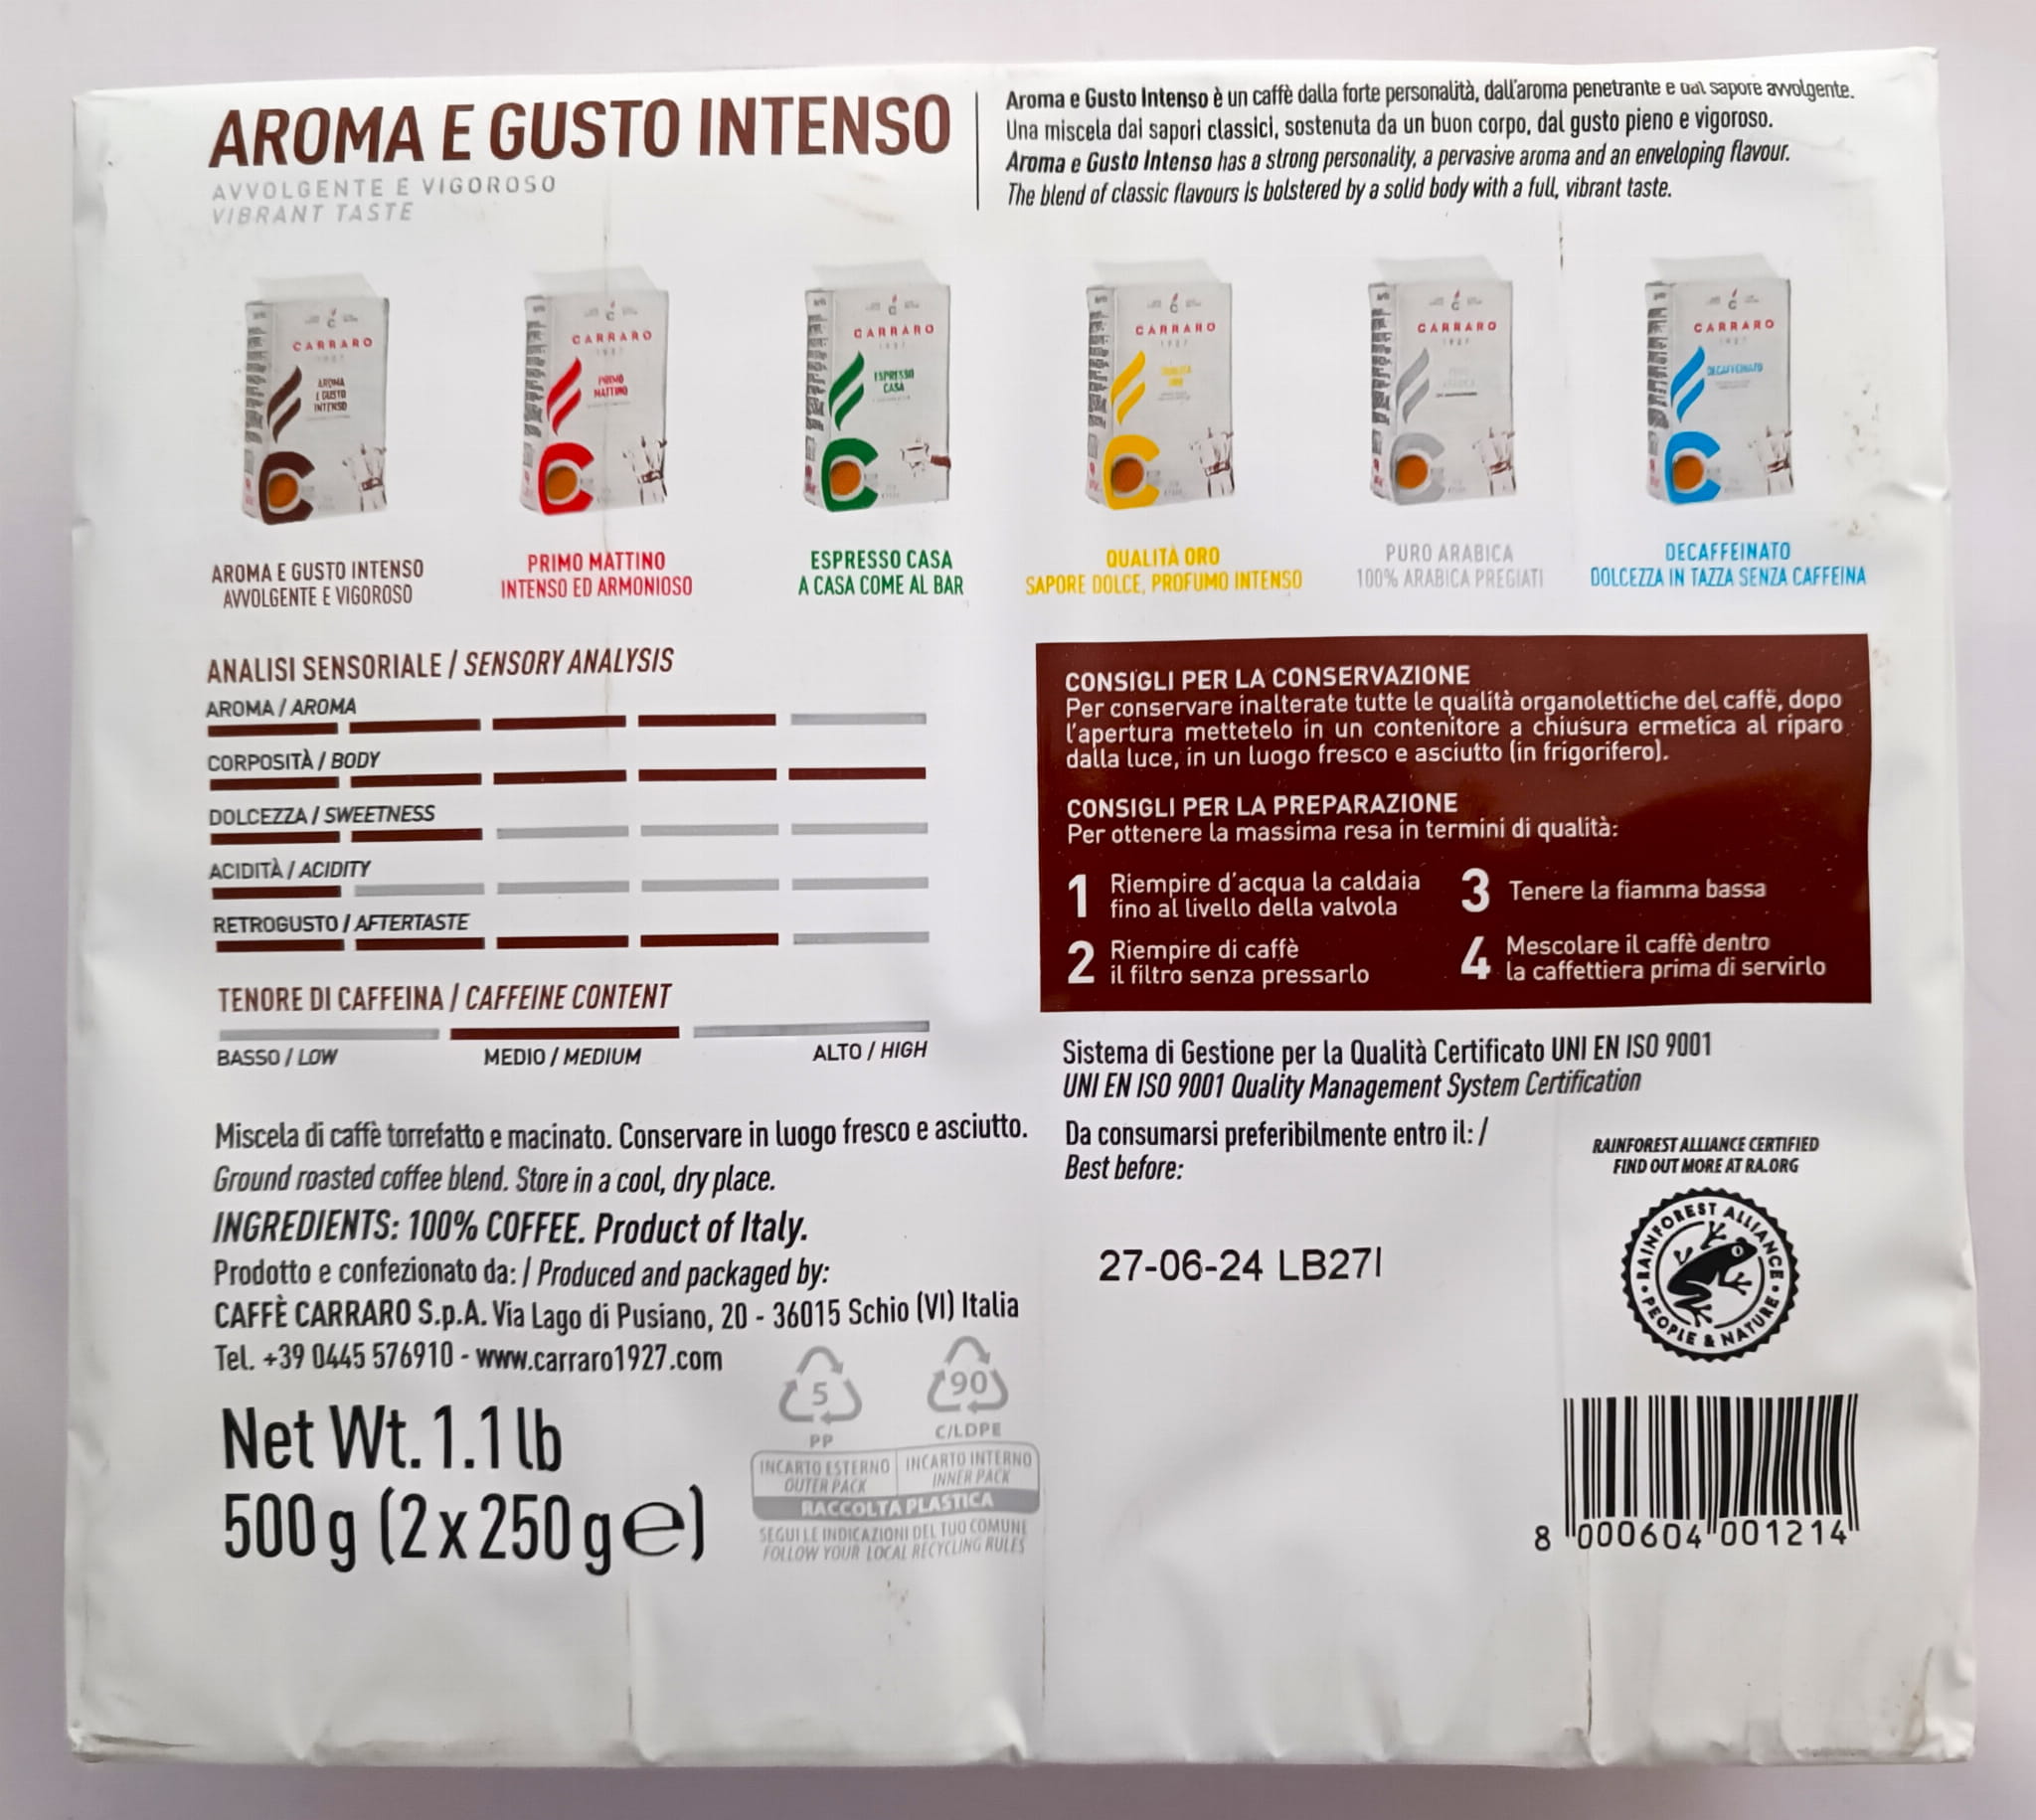 AROMA E GUSTO INTENSO
AVVOLGENTE E VIGOROSO
VIBRANT TASTE
Aroma e Gusto Intenso è un caffè dalla forte personalità, dall'aroma penetrante e dal sapore avvolgente.
Una miscela dai sapori classici, sostenuta da un buon corpo, dal gusto pieno e vigoroso.
Aroma e Gusto Intenso has a strong personality, a pervasive aroma and an enveloping flavour.
The blend of classic flavours is bolstered by a solid body with a full, vibrant taste.
CARRARO
AROMA
E GUSTO
INTENSO
CARRARO
1927
PRIMO
MATTINO
CARRARO
1927
ESPRESSO
CASA
CARRARO
1927
CARRARO
1927
CARRARO
1927
DECAFFEINATO
AROMA E GUSTO INTENSO
AVVOLGENTE E VIGOROSO
PRIMO MATTINO
INTENSO ED ARMONIOSO
ESPRESSO CASA
A CASA COME AL BAR
QUALITÀ ORO
SAPORE DOLCE, PROFUMO INTENSO
PURO ARABICA
100% ARABICA PREGIATI
DECAFFEINATO
DOLCEZZA IN TAZZA SENZA CAFFEINA
ANALISI SENSORIALE / SENSORY ANALYSIS
AROMA / AROMA
CORPOSITÀ / BODY
DOLCEZZA / SWEETNESS
ACIDITÀ / ACIDITY
RETROGUSTO / AFTERTASTE
TENORE DI CAFFEINA / CAFFEINE CONTENT
BASSO / LOW
MEDIO / MEDIUM
ALTO / HIGH
CONSIGLI PER LA CONSERVAZIONE
Per conservare inalterate tutte le qualità organolettiche del caffè, dopo
l'apertura mettetelo in un contenitore a chiusura ermetica al riparo
dalla luce, in un luogo fresco e asciutto (in frigorifero).
CONSIGLI PER LA PREPARAZIONE
Per ottenere la massima resa in termini di qualità:
1 Riempire d'acqua la caldaia
fino al livello della valvola
2 Riempire di caffè
il filtro senza pressarlo
3 Tenere la fiamma bassa
4 Mescolare il caffè dentro
la caffettiera prima di servirlo
Miscela di caffè torrefatto e macinato. Conservare in luogo fresco e asciutto.
Ground roasted coffee blend. Store in a cool, dry place.
INGREDIENTS: 100% COFFEE. Product of Italy.
Prodotto e confezionato da: / Produced and packaged by:
CAFFÈ CARRARO S.p.A. Via Lago di Pusiano, 20 - 36015 Schio (VI) Italia
Tel. +39 0445 576910 - www.carraro1927.com
Net Wt. 1.1 lb
500 g (2 x 250 g e)
5
PP
90
C/LDPE
INCARTO ESTERNO
OUTER PACK
INCARTO INTERNO
INNER PACK
RACCOLTA PLASTICA
SEGUI LE INDICAZIONI DEL TUO COMUNE
FOLLOW YOUR LOCAL RECYCLING RULES
Sistema di Gestione per la Qualità Certificato UNI EN ISO 9001
UNI EN ISO 9001 Quality Management System Certification
Da consumarsi preferibilmente entro il: /
Best before:
27-06-24 LB27I
RAINFOREST ALLIANCE CERTIFIED
FIND OUT MORE AT RA.ORG
RAINFOREST ALLIANCE
PEOPLE & NATURE
8 000604 001214